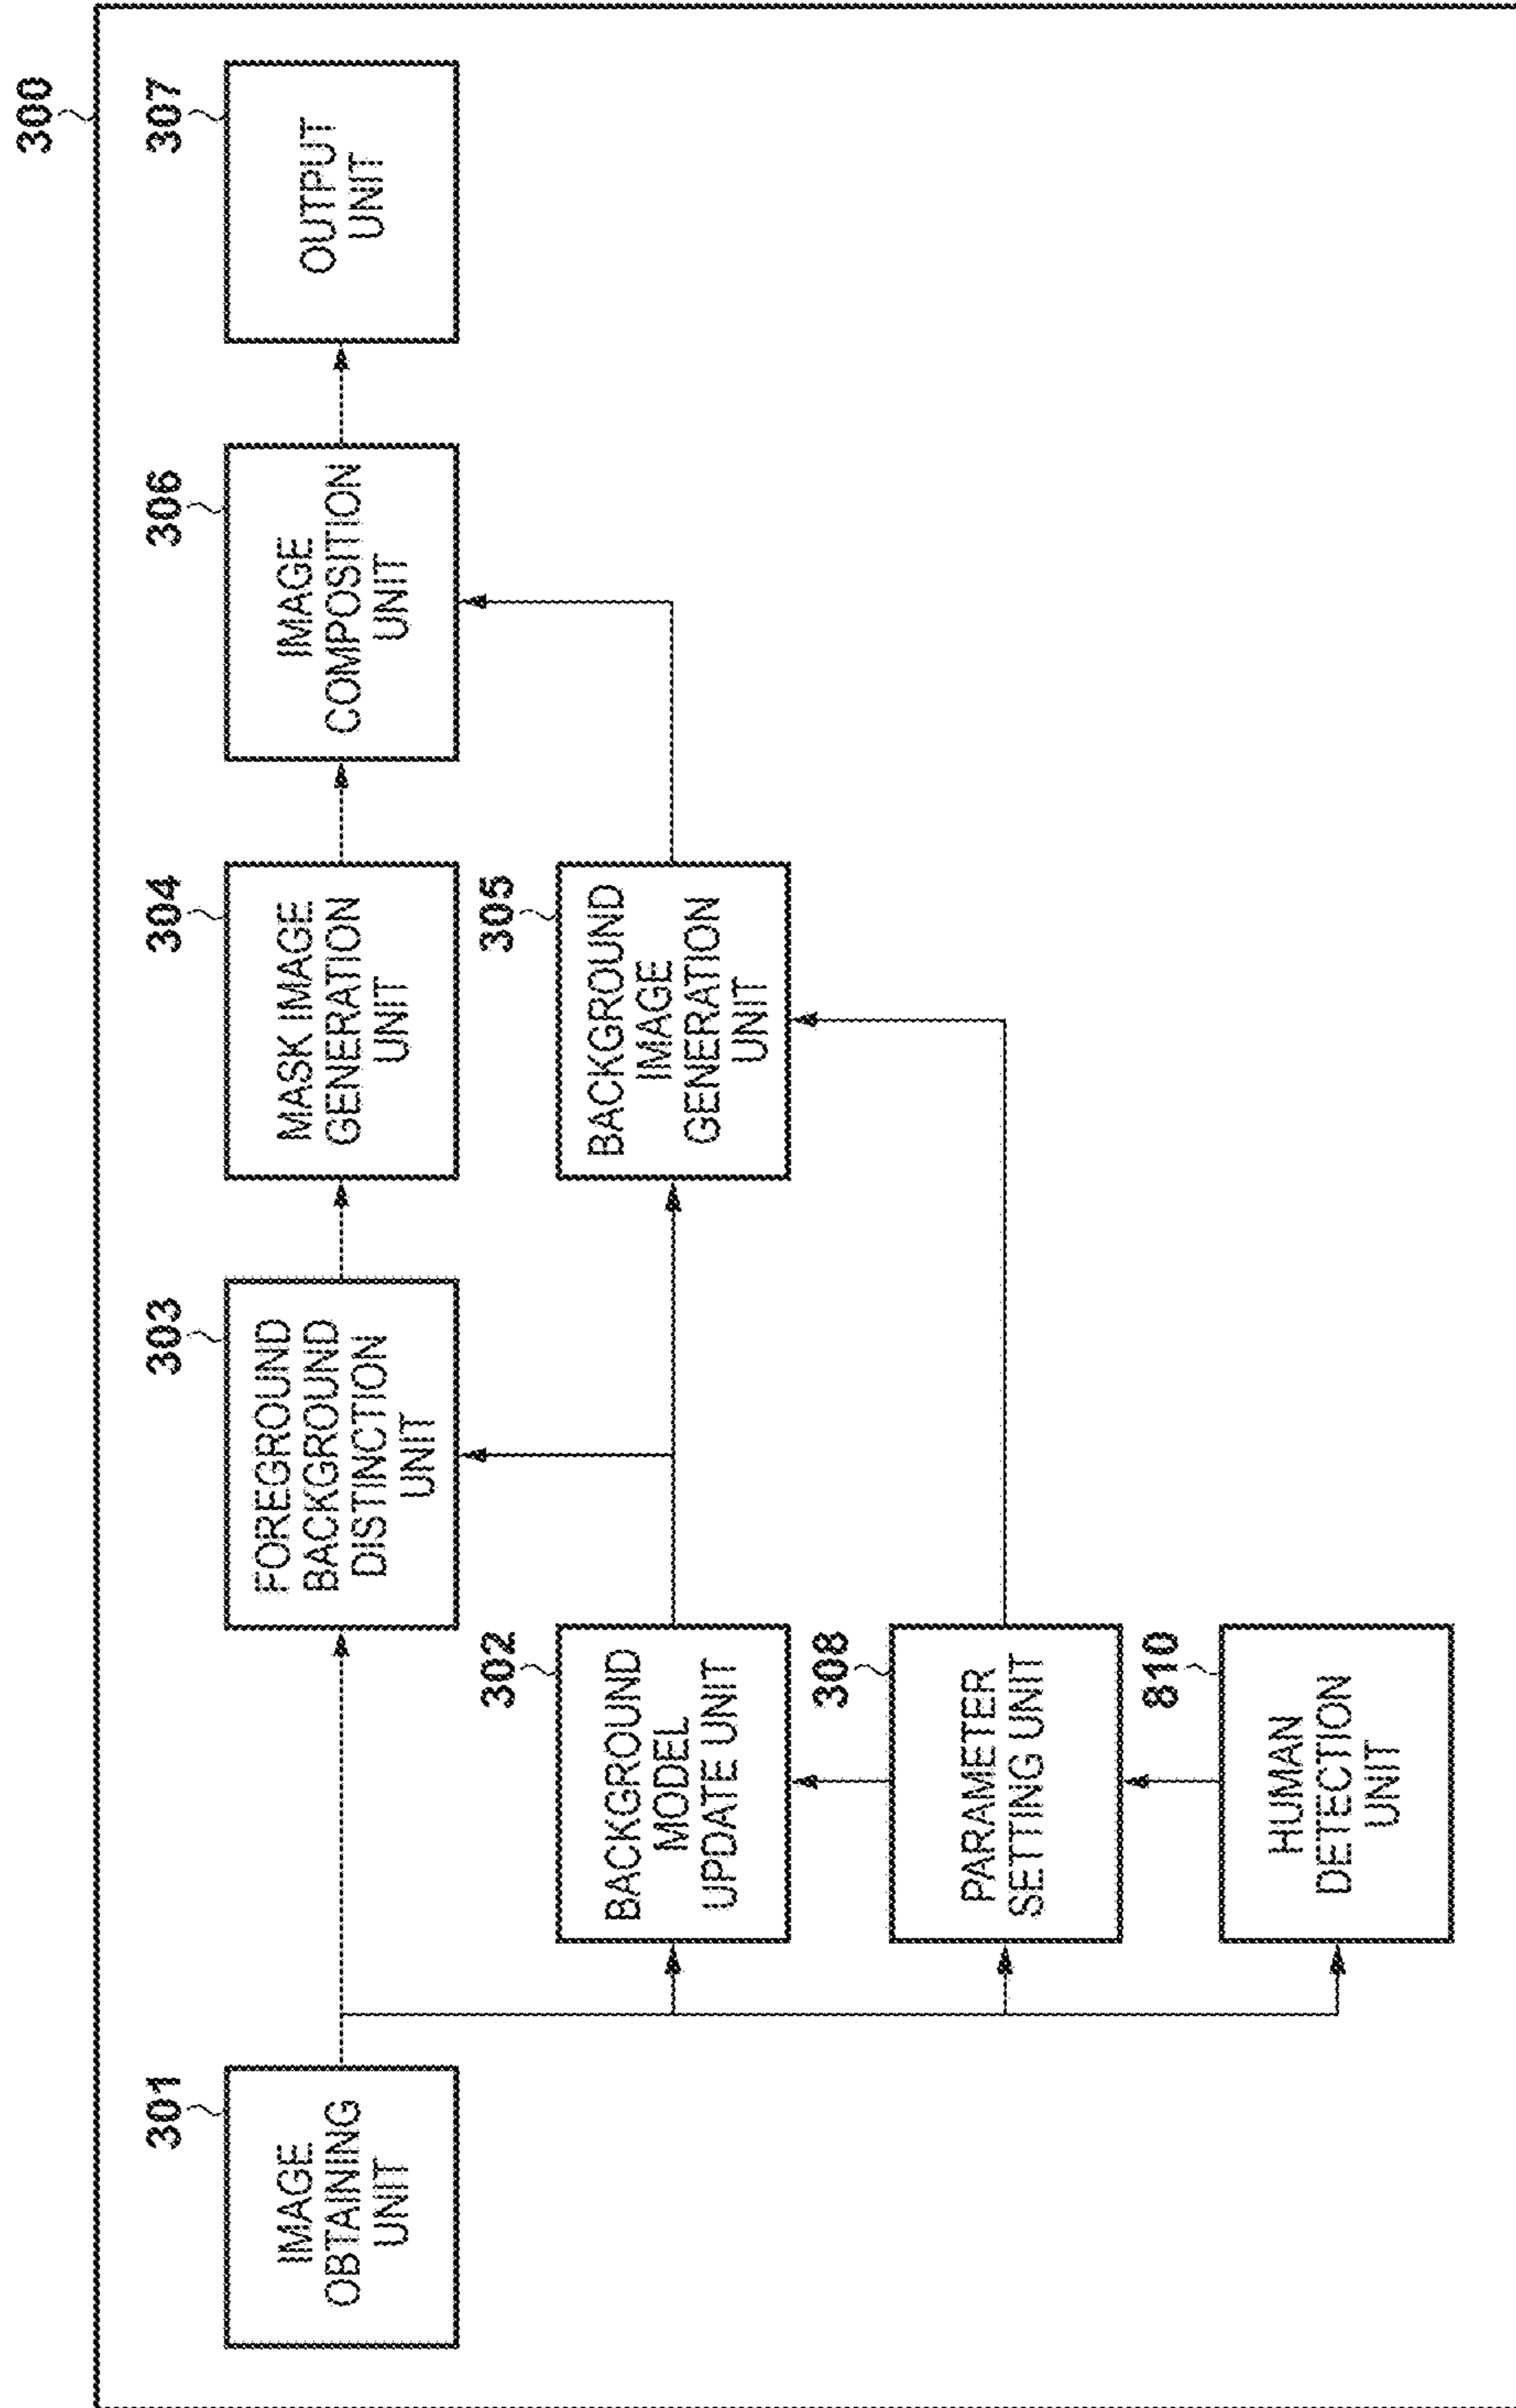 300
301
IMAGE
OBTAINING
UNIT
303
FOREGROUND
BACKGROUND
DISTINCTION
UNIT
304
MASK IMAGE
GENERATION
UNIT
306
IMAGE
COMPOSITION
UNIT
307
OUTPUT
UNIT
302
BACKGROUND
MODEL
UPDATE UNIT
305
BACKGROUND
IMAGE
GENERATION
UNIT
308
PARAMETER
SETTING UNIT
810
HUMAN
DETECTION
UNIT